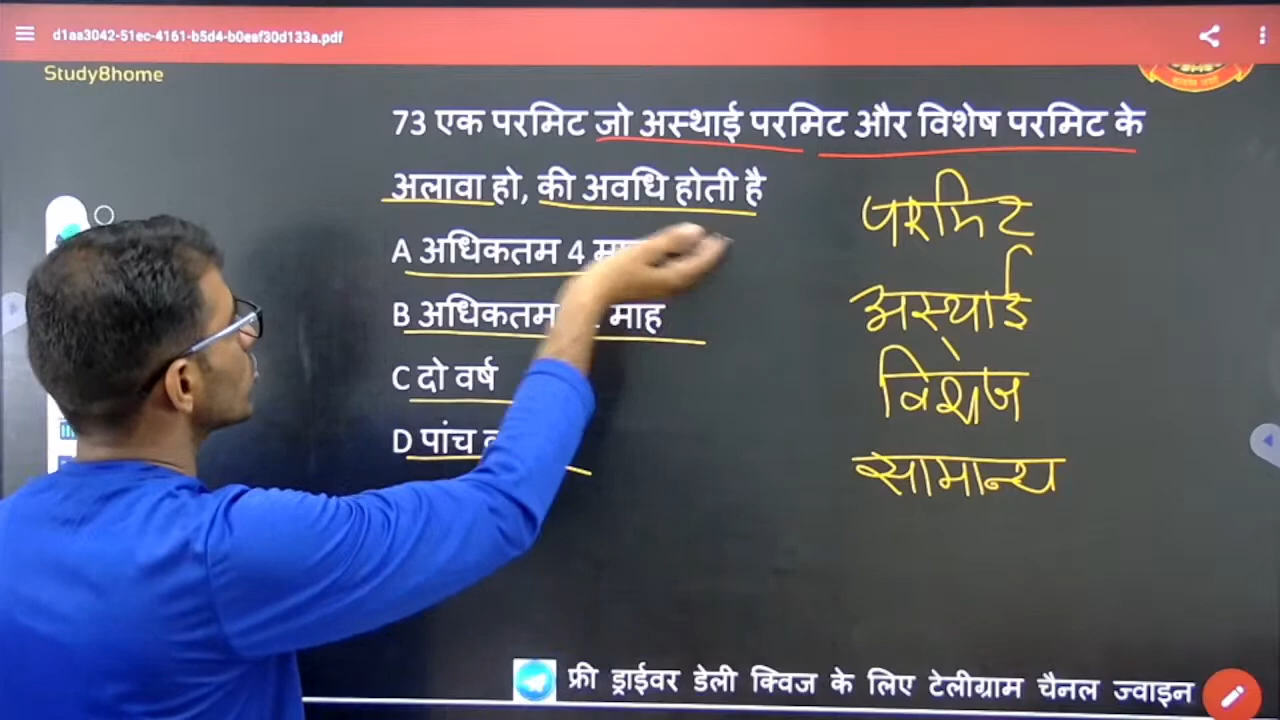 d1aa3042-51ec-4161-b5d4-b0eaf30d133a.pdf
Study8home
73 एक परमिट जो अस्थाई परमिट और विशेष परमिट के
अलावा हो, की अवधि होती है
A अधिकतम 4
B अधिकतम माह
C दो वर्ष
D पांच
परमिट
अस्थाई
सामान्य
फ्री ड्राईवर डेली क्विज के लिए टेलीग्राम चैनल ज्वाइन